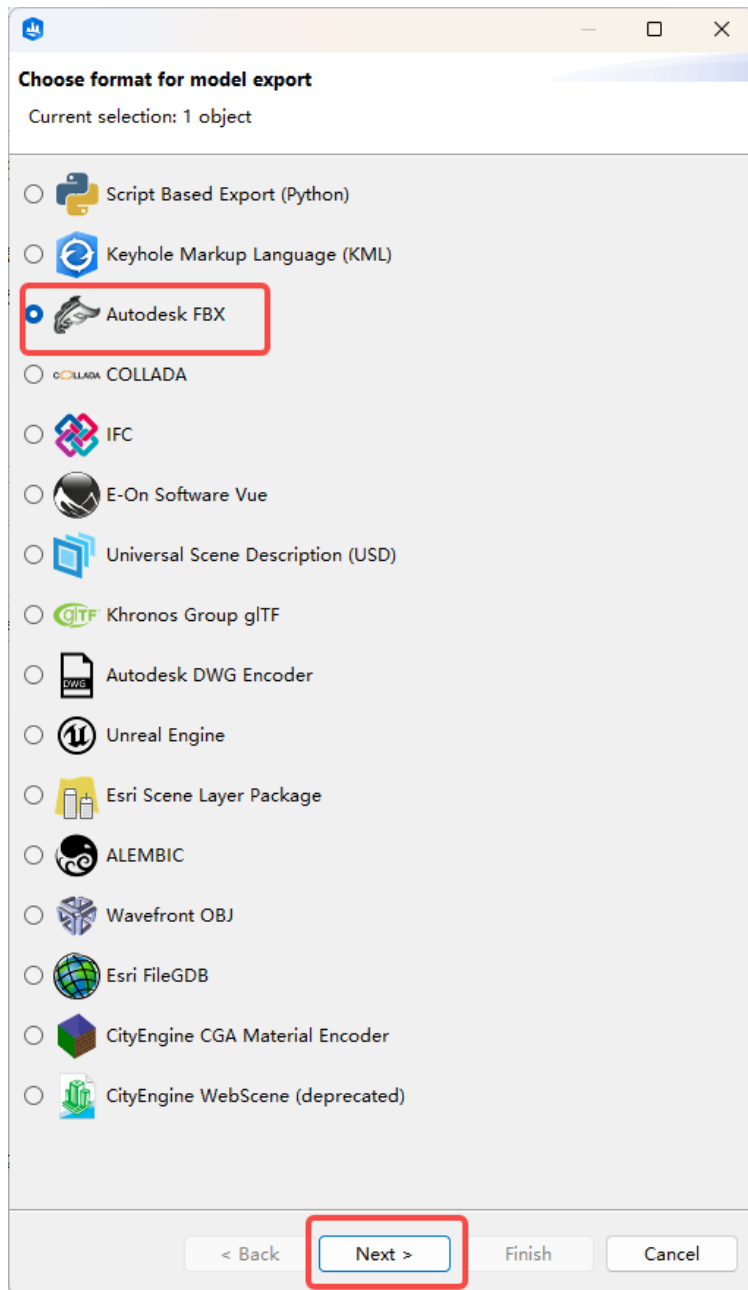 Choose format for model export
Current selection: 1 object
Script Based Export (Python)
Keyhole Markup Language (KML)
Autodesk FBX
COLLADA COLLADA
IFC
E-On Software Vue
Universal Scene Description (USD)
glTF Khronos Group glTF
DWG Autodesk DWG Encoder
Unreal Engine
Esri Scene Layer Package
ALEMBIC
Wavefront OBJ
Esri FileGDB
CityEngine CGA Material Encoder
CityEngine WebScene (deprecated)
< Back Next > Finish Cancel